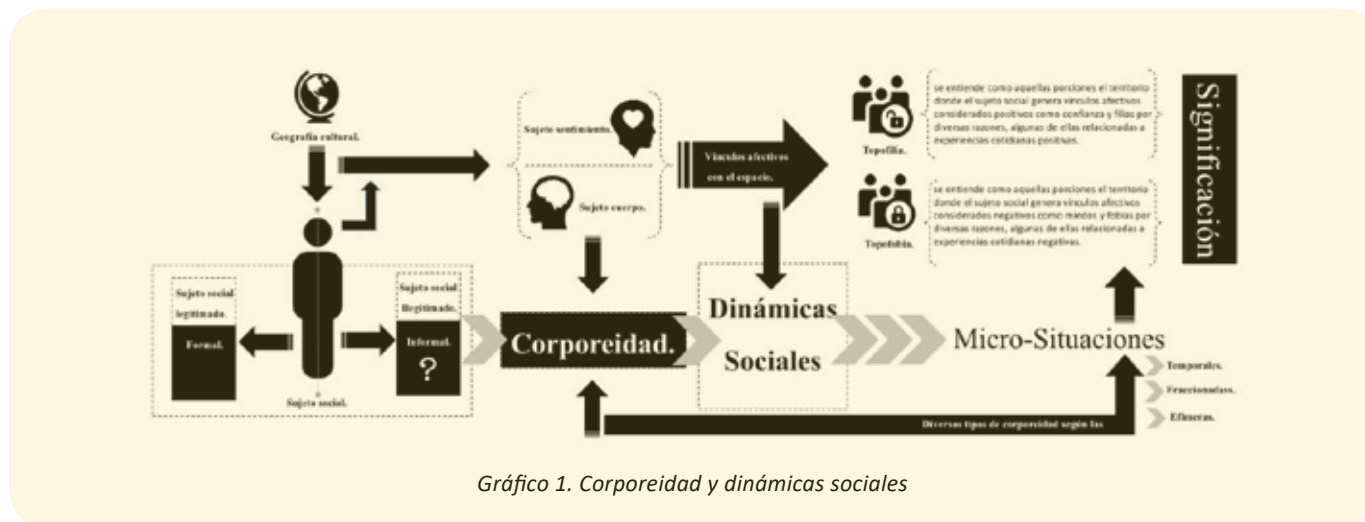 Geografía cultural.
Sujeto social
legitimado.
Formal.
Sujeto social
Ilegitimado.
Informal.
?
Sujeto social.
Sujeto sentimiento.
Sujeto cuerpo.
Corporeidad.
Vínculos afectivos
con el espacio.
Dinámicas
Sociales
Topofilia.
se entiende como aquellas porciones el territorio
donde el sujeto social genera vínculos afectivos
considerados positivos como confianza y filias por
diversas razones, algunas de ellas relacionadas a
experiencias cotidianas positivas.
Topofobia.
se entiende como aquellas porciones el territorio
donde el sujeto social genera vínculos afectivos
considerados negativos como miedos y fobias por
diversas razones, algunas de ellas relacionadas a
experiencias cotidianas negativas.
Significación
Micro-Situaciones
Temporales.
Fraccionadass.
Efímeras.
Diversos tipos de corporeidad según las
Gráfico 1. Corporeidad y dinámicas sociales